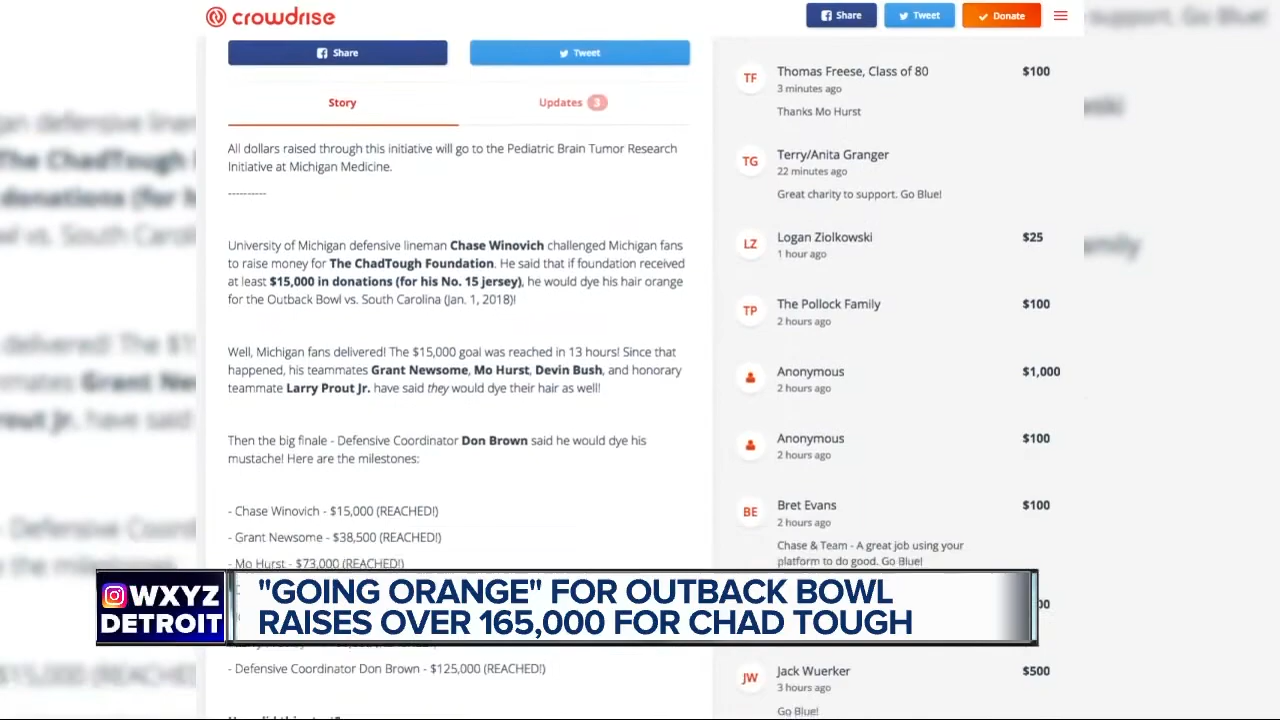 crowdrise
Share
Tweet
Donate
Share
Tweet
Story
Updates 3
All dollars raised through this initiative will go to the Pediatric Brain Tumor Research
Initiative at Michigan Medicine.
----------
University of Michigan defensive lineman Chase Winovich challenged Michigan fans
to raise money for The ChadTough Foundation. He said that if foundation received
at least $15,000 in donations (for his No. 15 jersey), he would dye his hair orange
for the Outback Bowl vs. South Carolina (Jan. 1, 2018)!
Well, Michigan fans delivered! The $15,000 goal was reached in 13 hours! Since that
happened, his teammates Grant Newsome, Mo Hurst, Devin Bush, and honorary
teammate Larry Prout Jr. have said they would dye their hair as well!
Then the big finale - Defensive Coordinator Don Brown said he would dye his
mustache! Here are the milestones:
- Chase Winovich - $15,000 (REACHED!)
- Grant Newsome - $38,500 (REACHED!)
- Mo Hurst - $73,000 (REACHED!)
- Defensive Coordinator Don Brown - $125,000 (REACHED!)
TF
Thomas Freese, Class of 80
$100
3 minutes ago
Thanks Mo Hurst
TG
Terry/Anita Granger
22 minutes ago
Great charity to support. Go Blue!
LZ
Logan Ziolkowski
$25
1 hour ago
TP
The Pollock Family
$100
2 hours ago
Anonymous
$1,000
2 hours ago
Anonymous
$100
2 hours ago
BE
Bret Evans
$100
2 hours ago
Chase & Team - A great job using your
platform to do good. Go Blue!
JW
Jack Wuerker
$500
3 hours ago
Go Blue!
WXYZ
DETROIT
"GOING ORANGE" FOR OUTBACK BOWL
RAISES OVER 165,000 FOR CHAD TOUGH